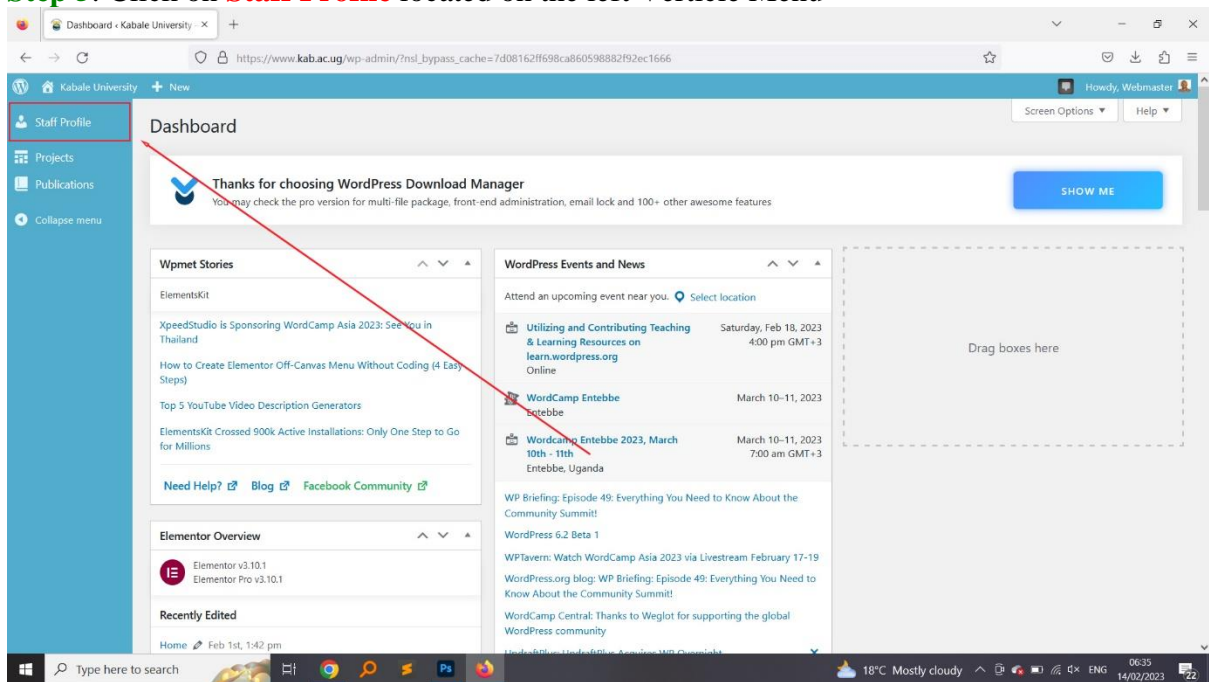 Step 3: Click on Staff Profile located on the left Verticle Menu
Dashboard ‹ Kabale University -
https://www.kab.ac.ug/wp-admin/?nsl_bypass_cache=7d08162ff698ca860598882f92ec1666
Kabale University + New
Howdy, Webmaster
Staff Profile
Projects
Publications
Collapse menu
Screen Options ▼
Help ▼
Dashboard
Thanks for choosing WordPress Download Manager
You may check the pro version for multi-file package, front-end administration, email lock and 100+ other awesome features
SHOW ME
Wpmet Stories
ElementsKit
XpeedStudio is Sponsoring WordCamp Asia 2023: See You in
Thailand
How to Create Elementor Off-Canvas Menu Without Coding (4 Easy
Steps)
Top 5 YouTube Video Description Generators
ElementsKit Crossed 900k Active Installations: Only One Step to Go
for Millions
Need Help? Blog Facebook Community
Elementor Overview
Elementor v3.10.1
Elementor Pro v3.10.1
Recently Edited
Home Feb 1st, 1:42 pm
WordPress Events and News
Attend an upcoming event near you. Select location
Utilizing and Contributing Teaching
& Learning Resources on
learn.wordpress.org
Online
Saturday, Feb 18, 2023
4:00 pm GMT+3
WordCamp Entebbe
Entebbe
March 10–11, 2023
Wordcamp Entebbe 2023, March
10th - 11th
Entebbe, Uganda
March 10–11, 2023
7:00 am GMT+3
WP Briefing: Episode 49: Everything You Need to Know About the
Community Summit!
WordPress 6.2 Beta 1
WPTavern: Watch WordCamp Asia 2023 via Livestream February 17-19
WordPress.org blog: WP Briefing: Episode 49: Everything You Need to
Know About the Community Summit!
WordCamp Central: Thanks to Weglot for supporting the global
WordPress community
UpdraftPlus: UpdraftPlus Acquires WP Overnight
Drag boxes here
Type here to search
Ps
18°C Mostly cloudy
ENG
06:35
14/02/2023
22